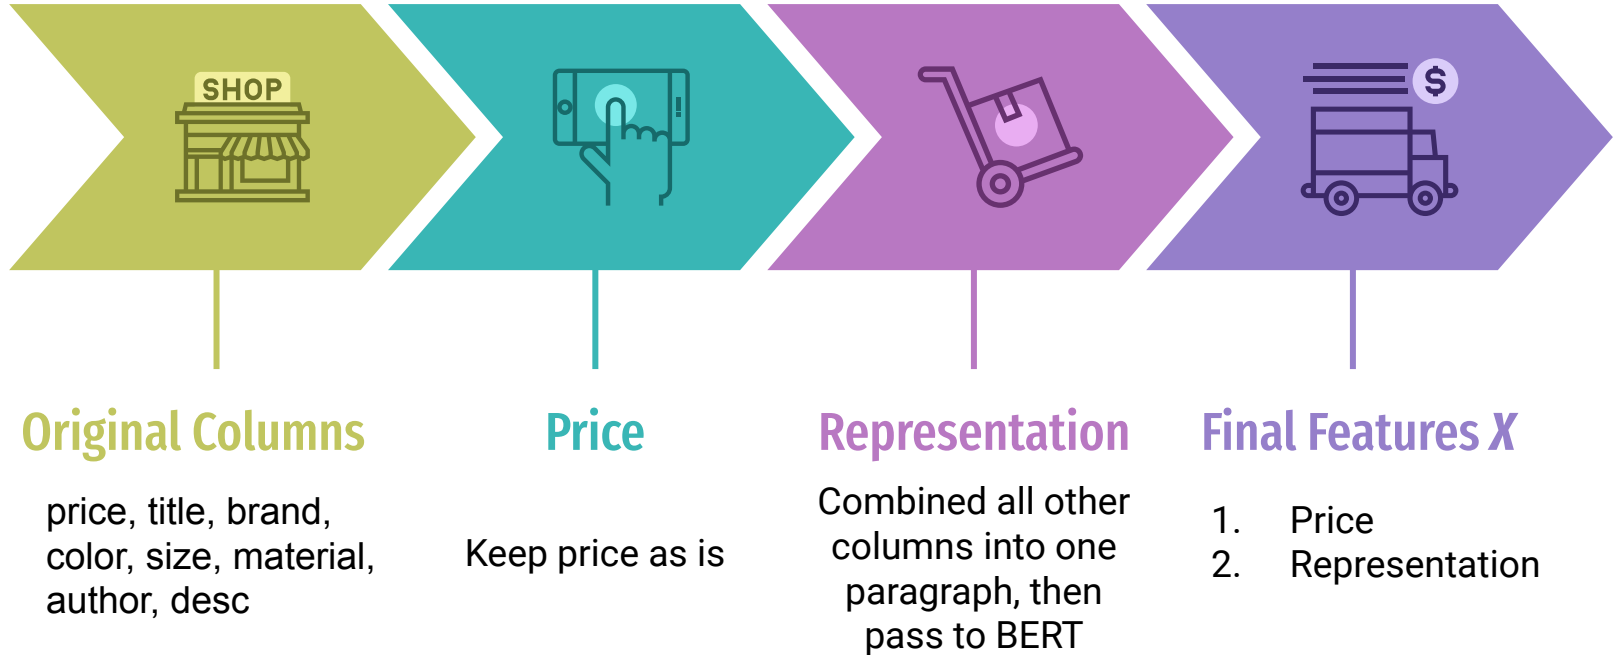 SHOP
$
Original Columns
price, title, brand,
color, size, material,
author, desc
Price
Keep price as is
Representation
Combined all other
columns into one
paragraph, then
pass to BERT
Final Features X
1. Price
2. Representation